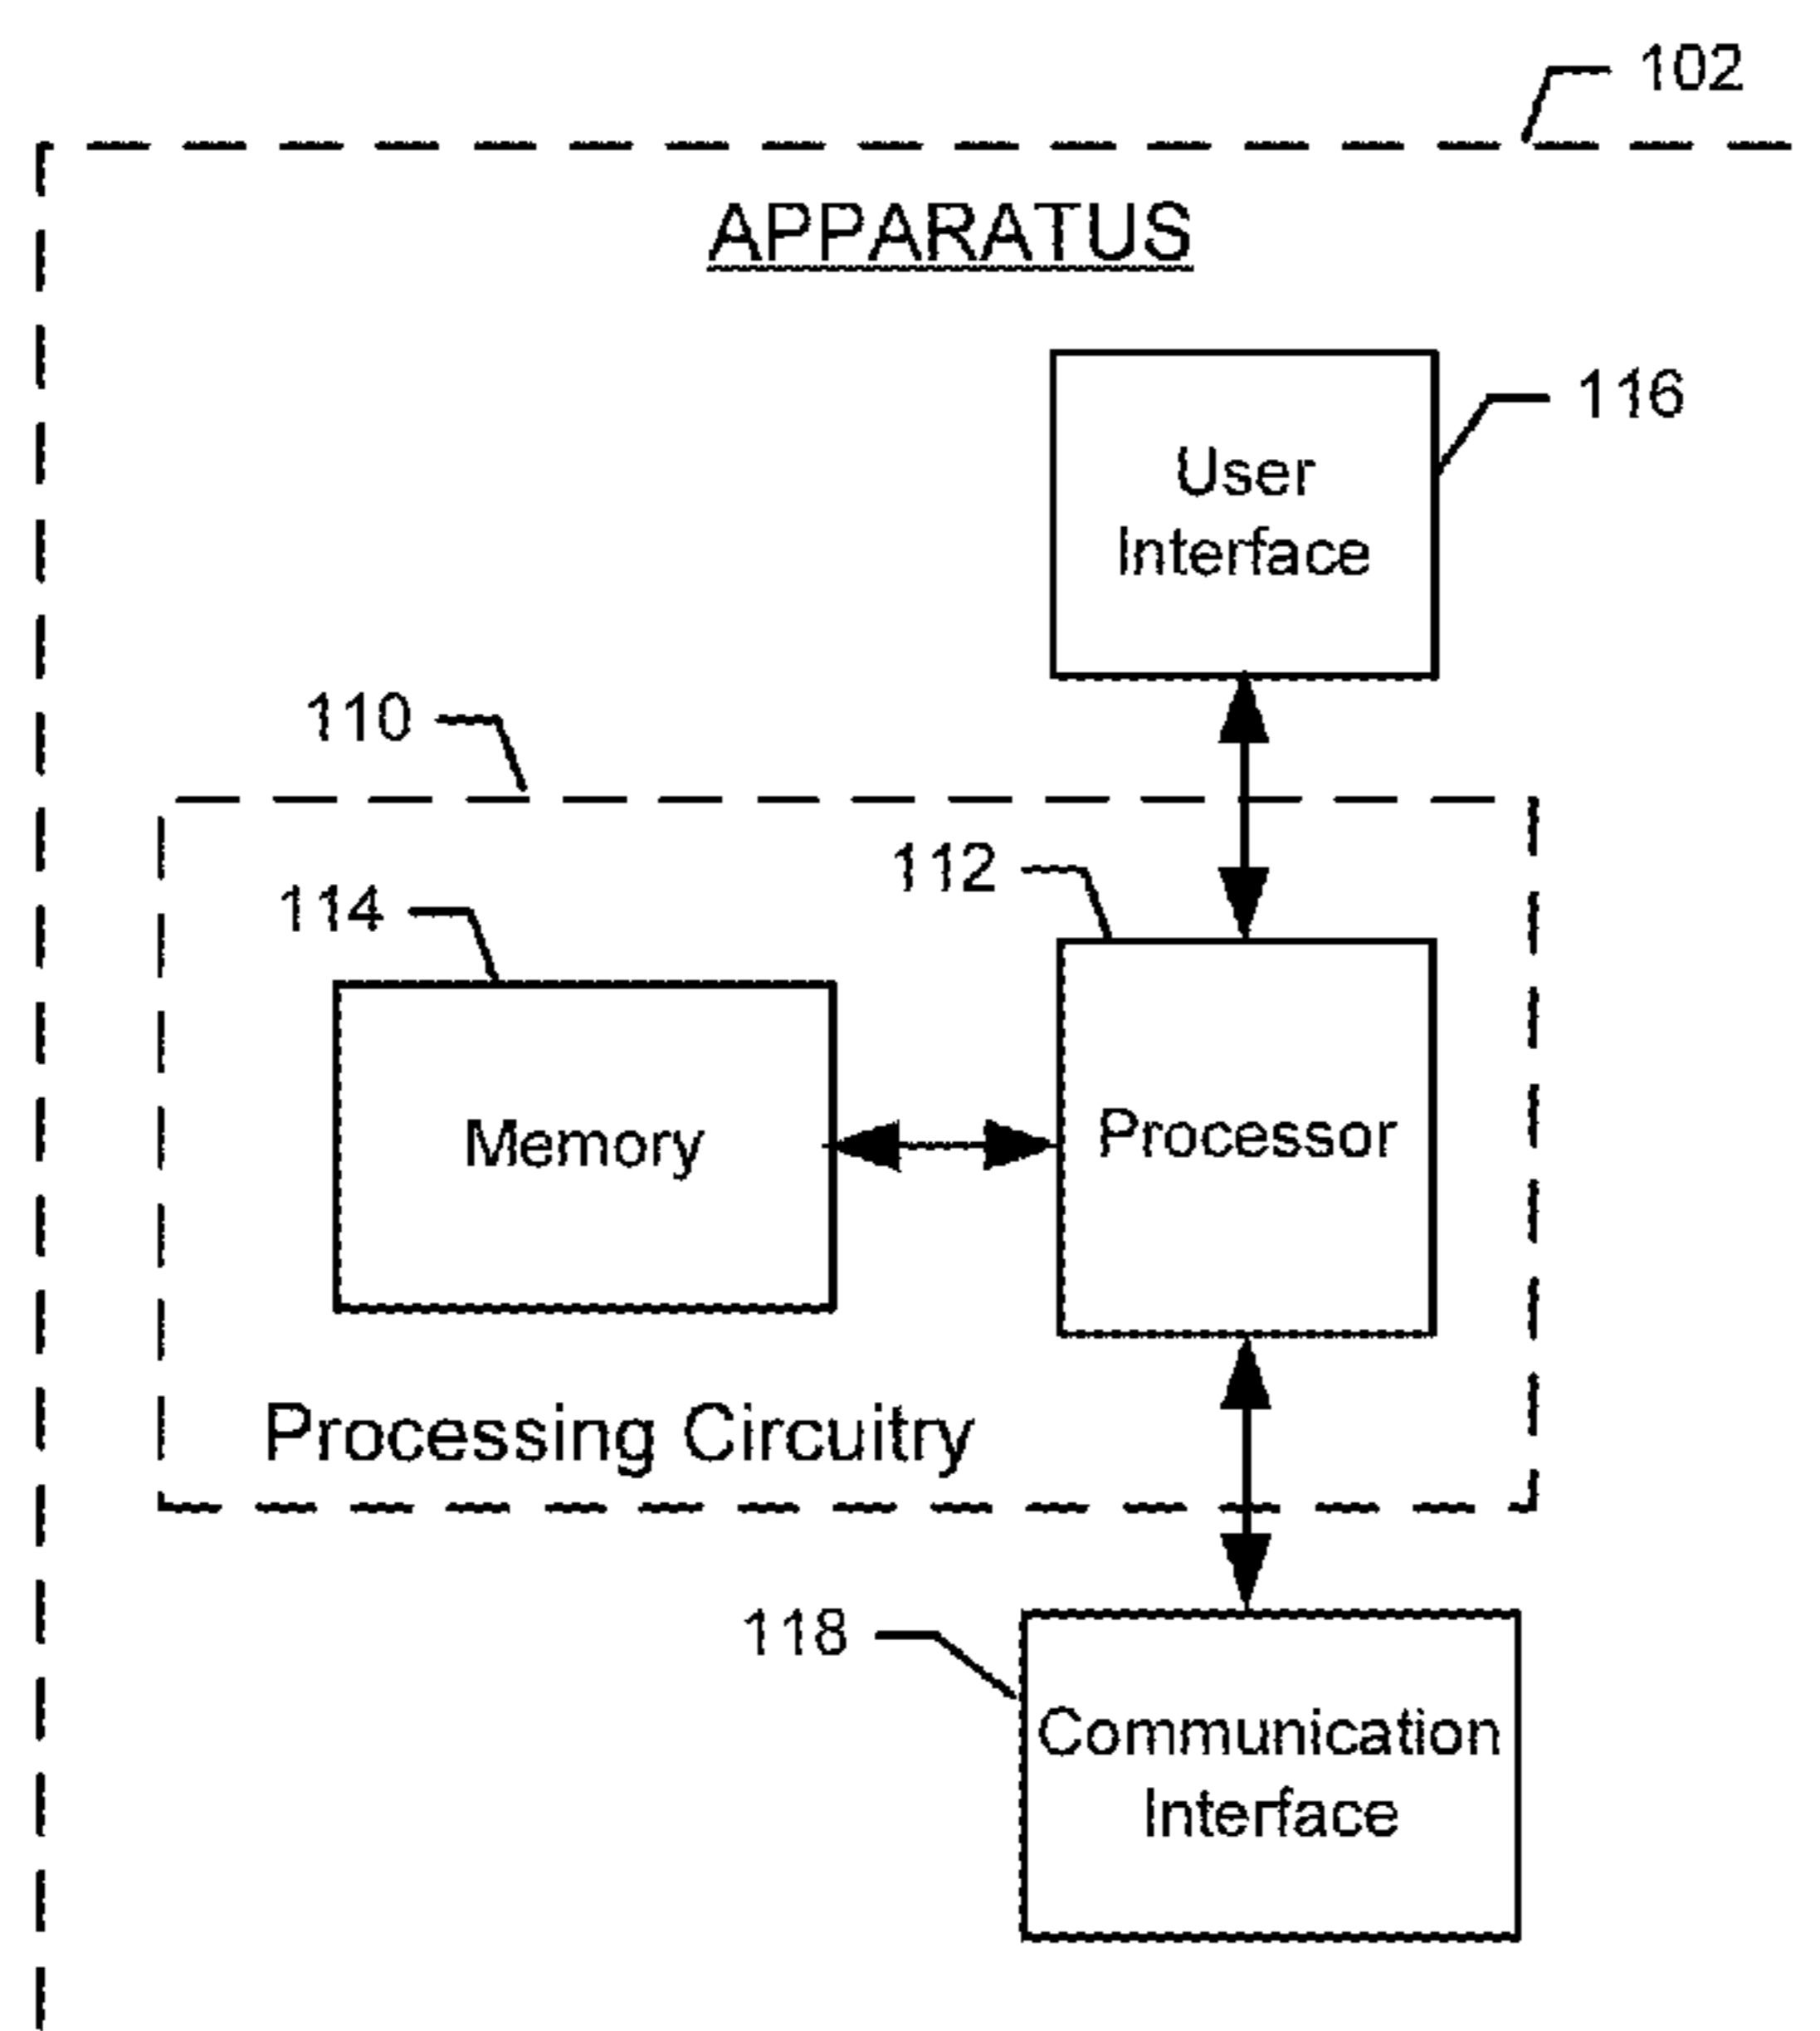 102
APPARATUS
116
User
Interface
110
112
114
Memory
Processor
Processing Circuitry
118
Communication
Interface